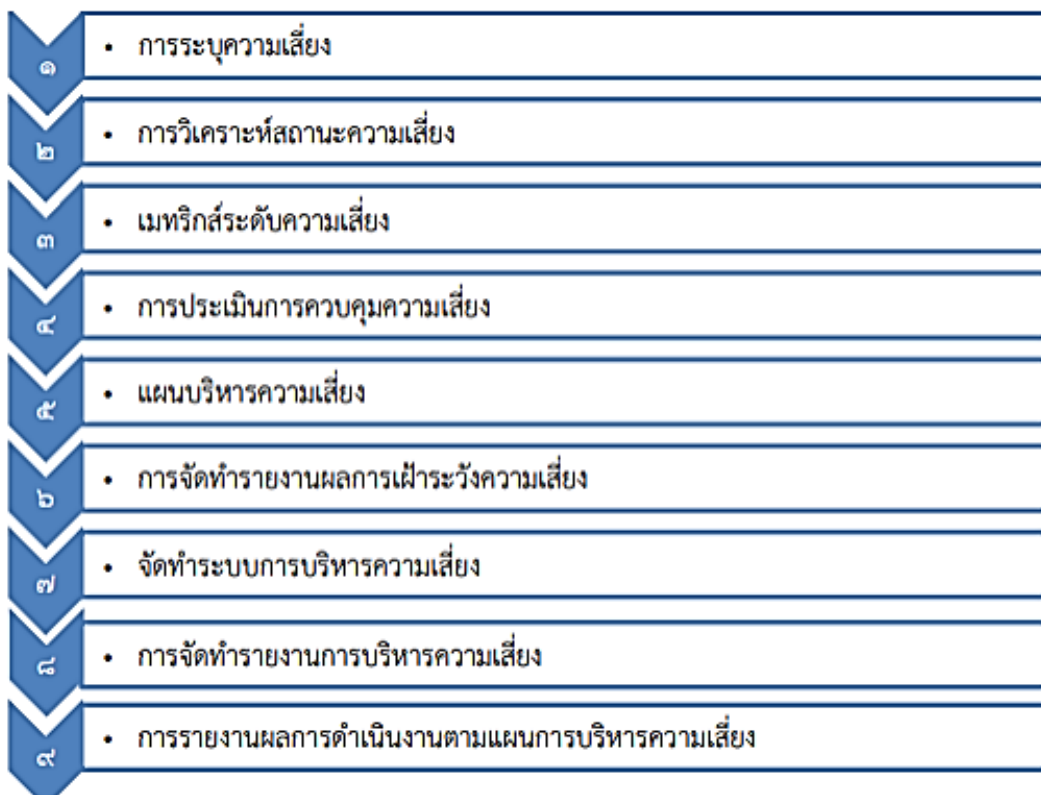 ๑ • การระบุความเสี่ยง
๒ • การวิเคราะห์สถานะความเสี่ยง
๓ • เมทริกส์ระดับความเสี่ยง
๔ • การประเมินการควบคุมความเสี่ยง
๕ • แผนบริหารความเสี่ยง
๖ • การจัดทำรายงานผลการเฝ้าระวังความเสี่ยง
๗ • จัดทำระบบการบริหารความเสี่ยง
๘ • การจัดทำรายงานการบริหารความเสี่ยง
๙ • การรายงานผลการดำเนินงานตามแผนการบริหารความเสี่ยง